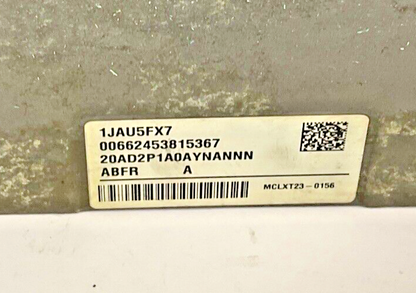 1JAU5FX7
00662453815367
20AD2P1A0AYNANNN
ABFR A
MCLXT23-0156